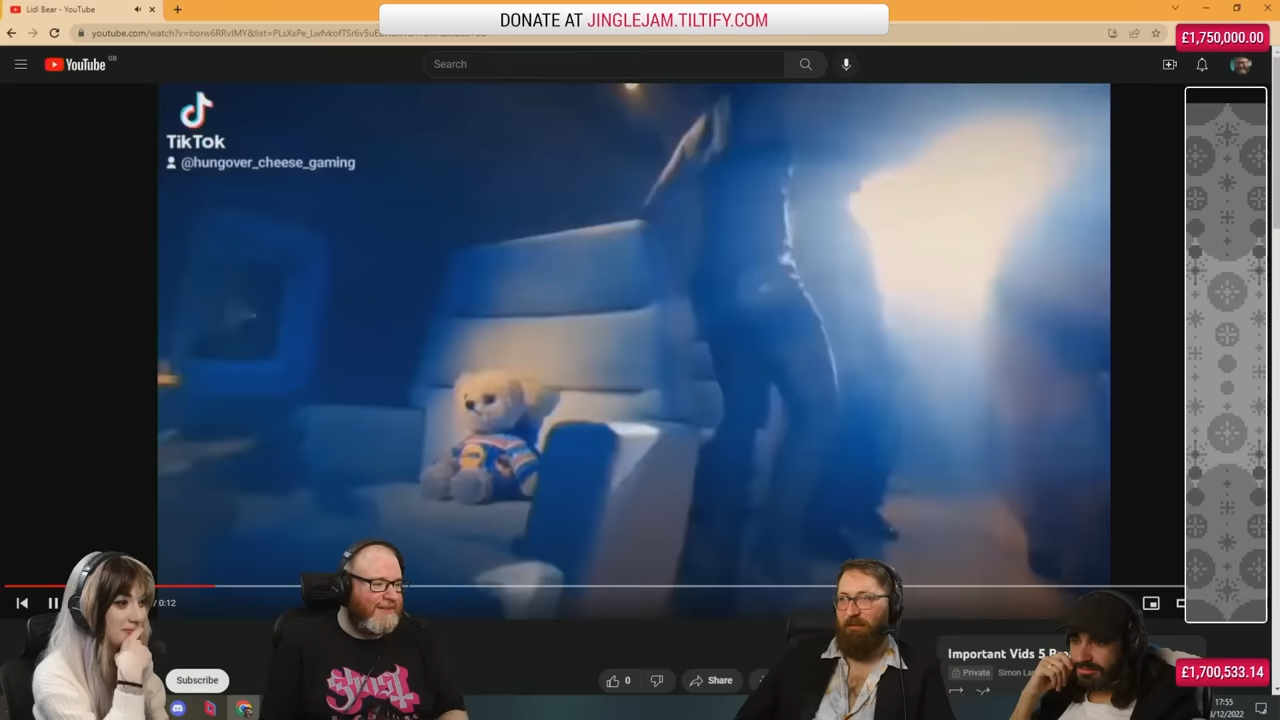 Lidl Bear - YouTube
DONATE AT JINGLEJAM.TILTIFY.COM
£1,750,000.00
YouTube GB
Search
TikTok
@hungover_cheese_gaming
/ 0:12
Important Vids 5
Private
Subscribe
0
Share
£1,700,533.14
17:55